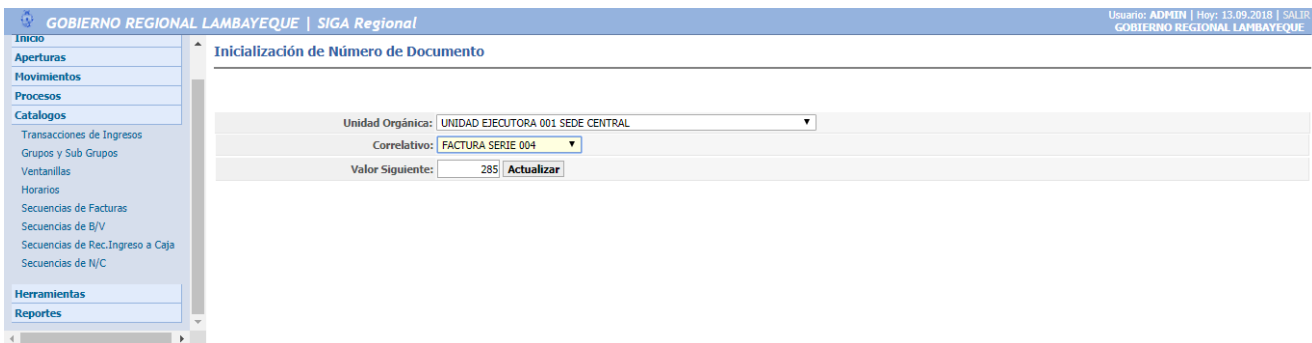 GOBIERNO REGIONAL LAMBAYEQUE | SIGA Regional
Usuario: ADMIN | Hoy: 13.09.2018 | SALIR
GOBIERNO REGIONAL LAMBAYEQUE
Inicio
Aperturas
Movimientos
Procesos
Catalogos
Transacciones de Ingresos
Grupos y Sub Grupos
Ventanillas
Horarios
Secuencias de Facturas
Secuencias de B/V
Secuencias de Rec.Ingreso a Caja
Secuencias de N/C
Herramientas
Reportes
Inicialización de Número de Documento
Unidad Orgánica: UNIDAD EJECUTORA 001 SEDE CENTRAL
Correlativo: FACTURA SERIE 004
Valor Siguiente: 285 Actualizar